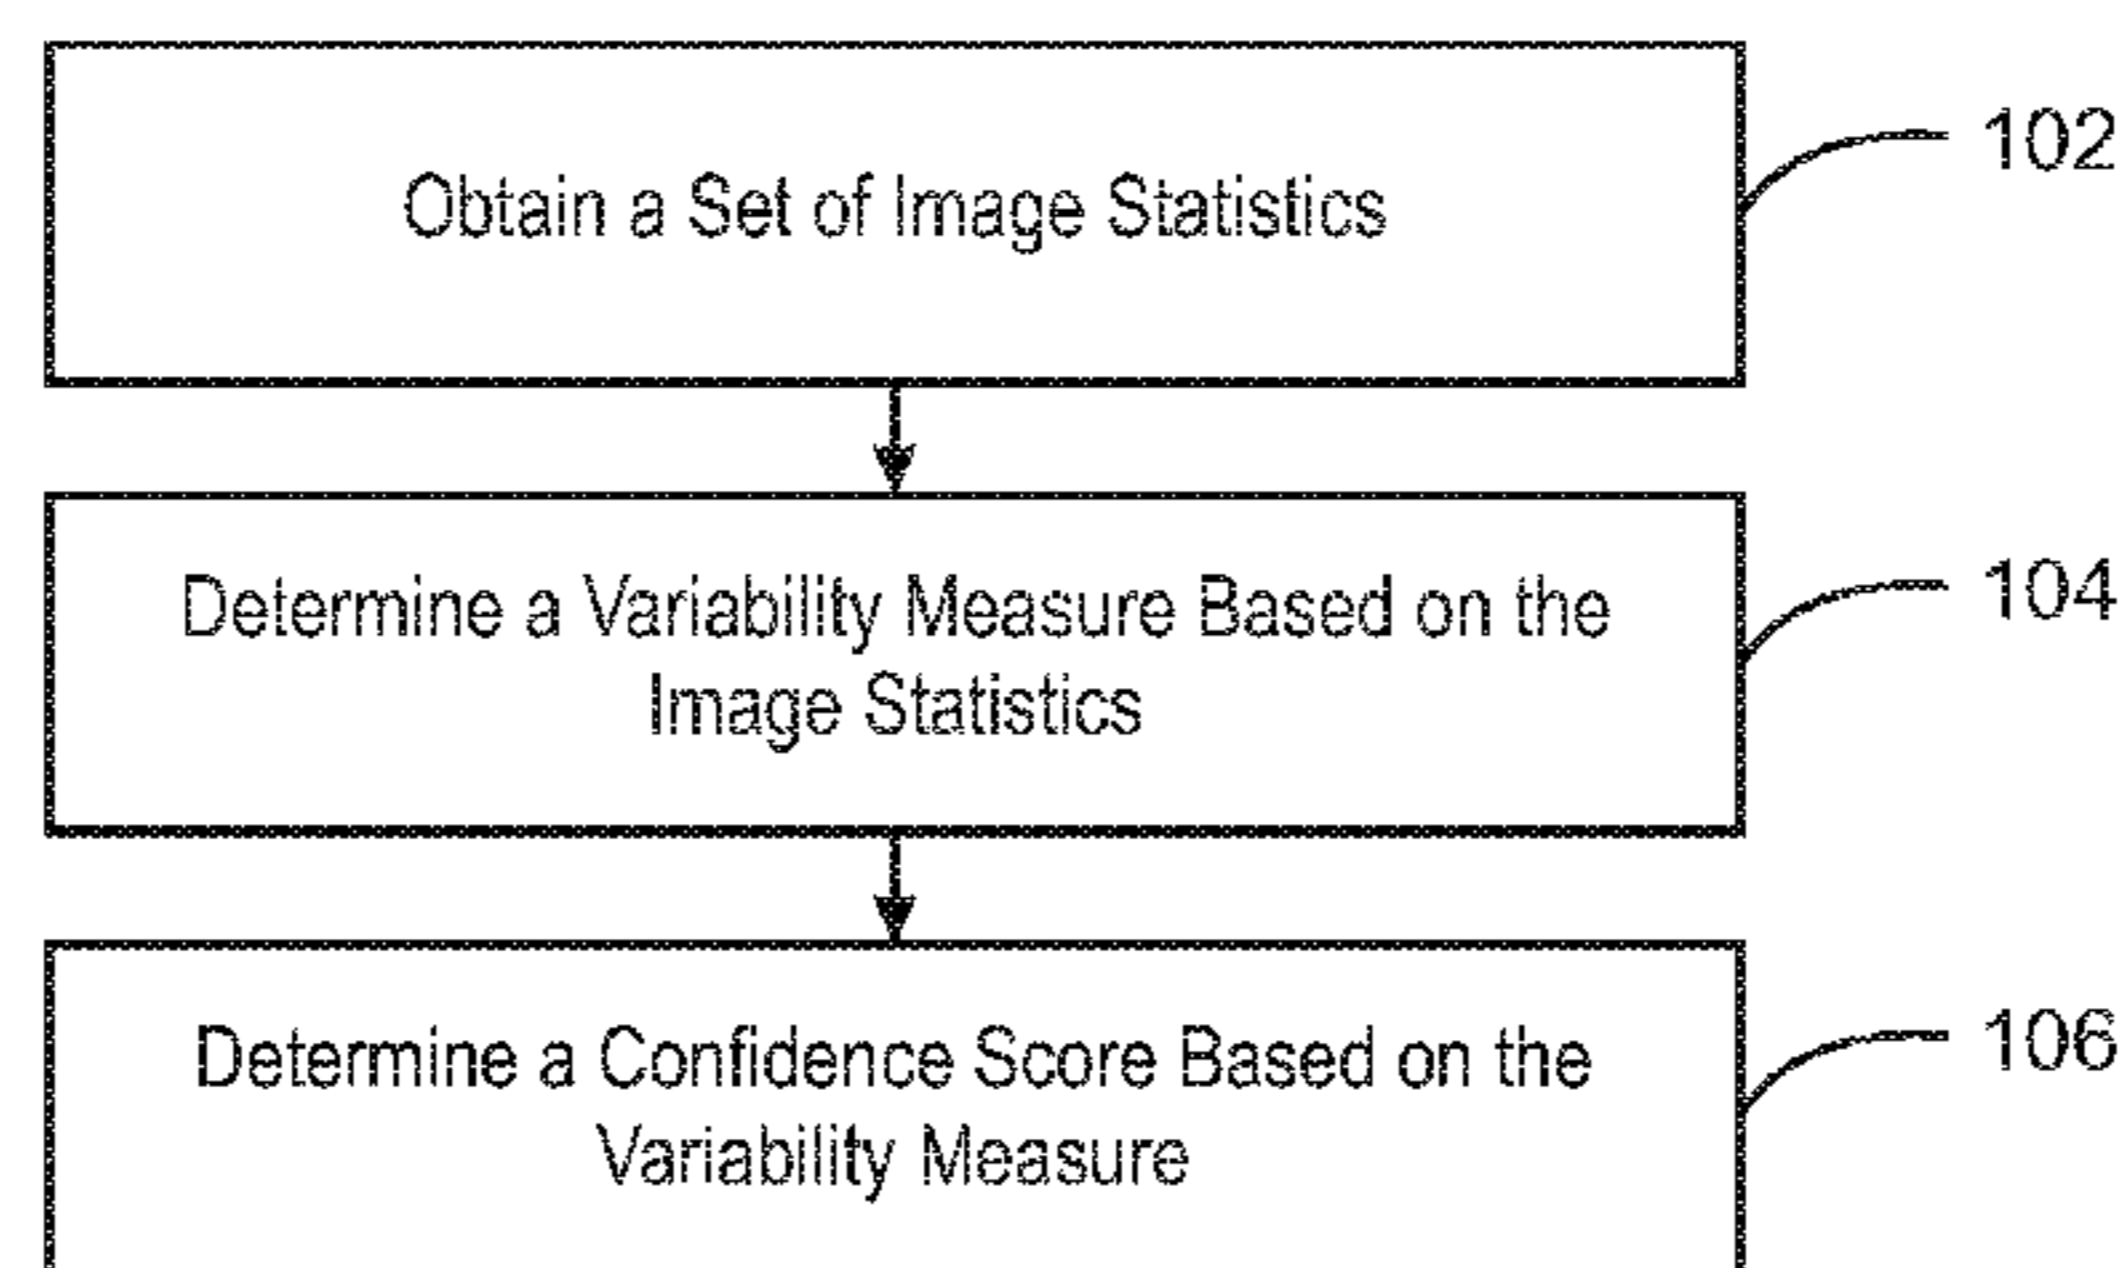 Obtain a Set of Image Statistics
102
Determine a Variability Measure Based on the
Image Statistics
104
Determine a Confidence Score Based on the
Variability Measure
106